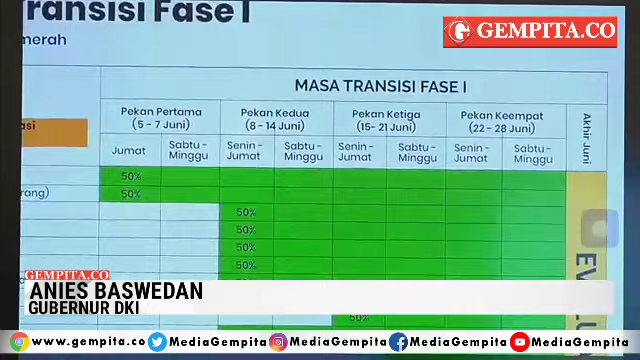 ransisi Fase I
merah
GEMPITA.CO
MASA TRANSISI FASE I
Pekan Pertama
(5 - 7 Juni)
Pekan Kedua
(8 - 14 Juni)
Pekan Ketiga
(15- 21 Juni)
Pekan Keempat
(22 - 28 Juni)
Akhir Juni
asi
Jumat
Sabtu -
Minggu
Senin -
Jumat
Sabtu -
Minggu
Senin -
Jumat
Sabtu -
Minggu
Senin -
Jumat
Sabtu -
Minggu
50%
rang)
50%
50%
50%
50%
50%
50%
EV
GEMPITA.CO
ANIES BASWEDAN
GUBERNUR DKI
www.gempita.co
MediaGempita
MediaGempita
MediaGempita
MediaGempita